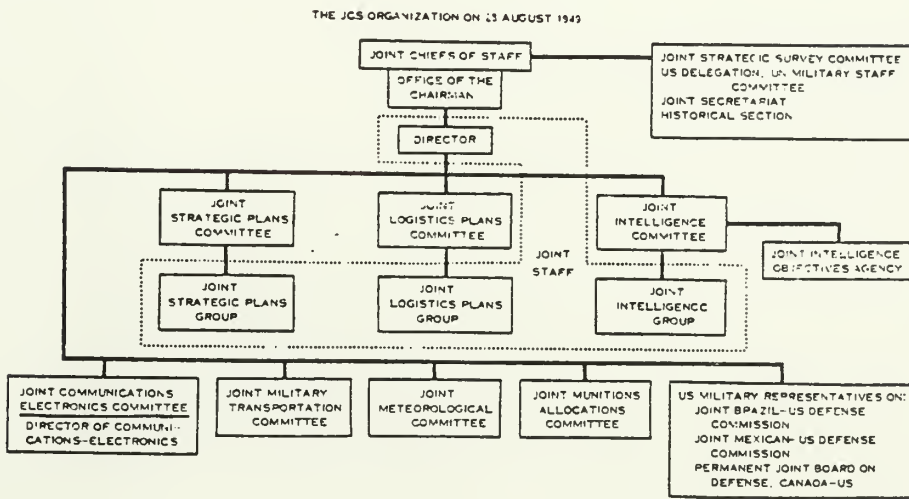 THE JCS ORGANIZATION ON AUGUST 1949
JOINT CHIEFS OF STAFF
OFFICE OF THE
CHAIRMAN
JOINT STRATEGIC SURVEY COMMITTEE
US DELEGATION, UN MILITARY STAFF
COMMITTEE
JOINT SECRETARIAT
HISTORICAL SECTION
DIRECTOR
JOINT
STRATEGIC PLANS
COMMITTEE
JOINT
LOGISTICS PLANS
COMMITTEE
JOINT
INTELLIGENCE
COMMITTEE
JOINT
STAFF
JOINT INTELLIGENCE
OBJECTIVES AGENCY
JOINT
STRATEGIC PLANS
GROUP
JOINT
LOGISTICS PLANS
GROUP
JOINT
INTELLIGENCE
GROUP
JOINT COMMUNICATIONS
ELECTRONICS COMMITTEE
DIRECTOR OF COMMUNI-
CATIONS-ELECTRONICS
JOINT MILITARY
TRANSPORTATION
COMMITTEE
JOINT
METEOROLOGICAL
COMMITTEE
JOINT MUNITIONS
ALLOCATIONS
COMMITTEE
US MILITARY REPRESENTATIVES ON:
JOINT BRAZIL-US DEFENSE
COMMISSION
JOINT MEXICAN-US DEFENSE
COMMISSION
PERMANENT JOINT BOARD ON
DEFENSE, CANADA-US